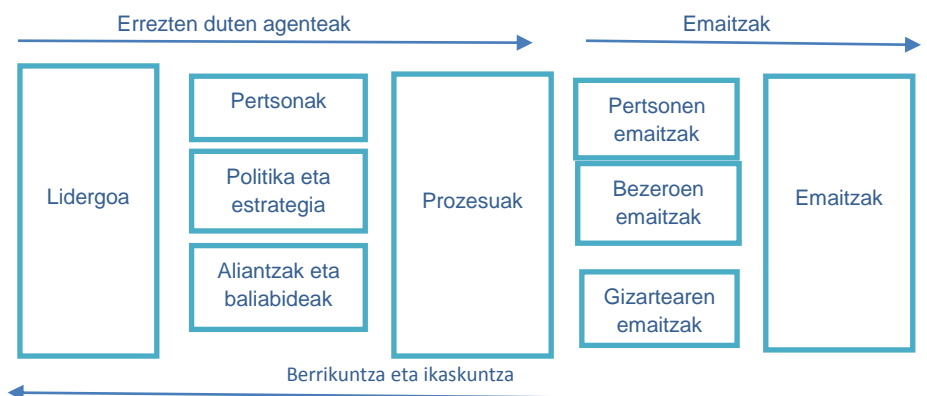 Errezten duten agenteak
Emaitzak
Lidergoa
Pertsonak
Politika eta
estrategia
Aliantzak eta
baliabideak
Prozesuak
Pertsonen
emaitzak
Bezeroen
emaitzak
Gizartearen
emaitzak
Emaitzak
Berrikuntza eta ikaskuntza